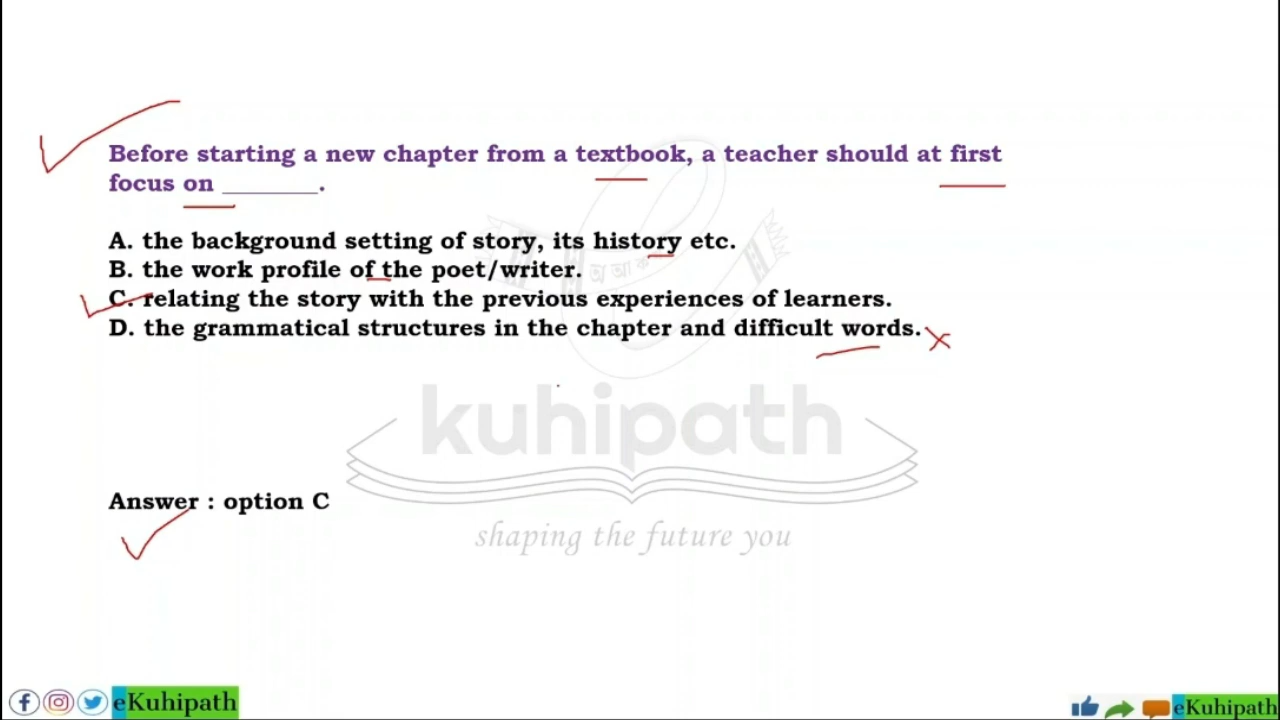 Before starting a new chapter from a textbook, a teacher should at first
focus on _______.
A. the background setting of story, its history etc.
B. the work profile of the poet/writer.
C. relating the story with the previous experiences of learners.
D. the grammatical structures in the chapter and difficult words.
অ আ ক
kuhipath
Answer : option C
shaping the future you
eKuhipath
eKuhipath